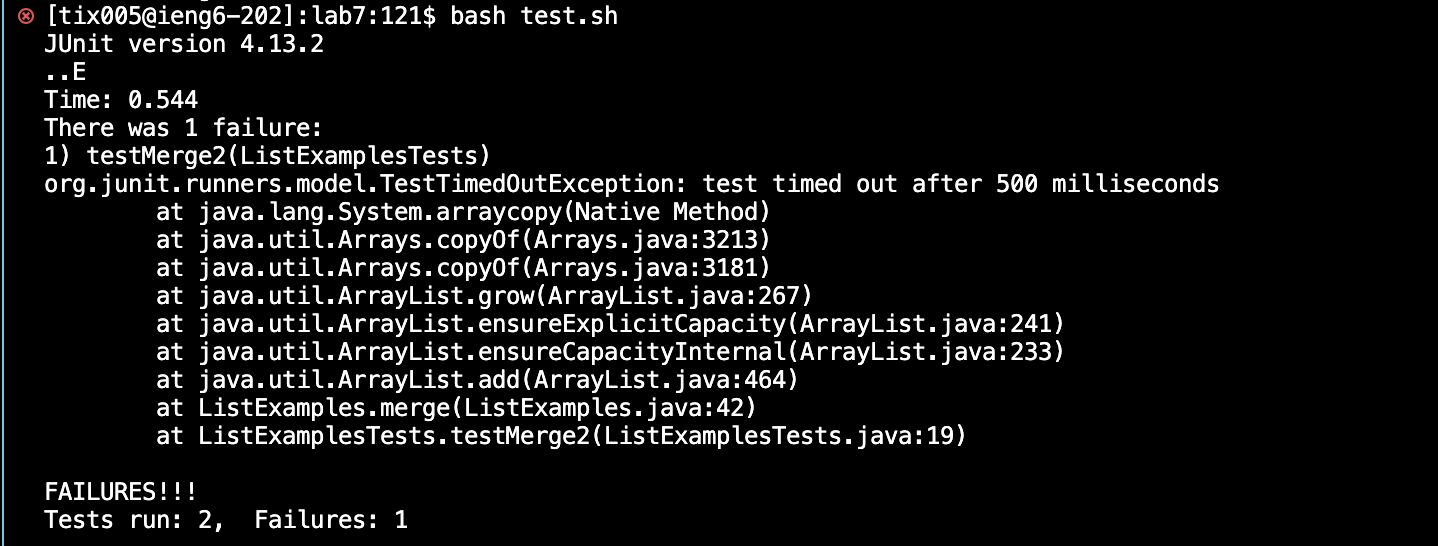 [tix005@ieng6-202]:lab7:121$ bash test.sh
JUnit version 4.13.2
..E
Time: 0.544
There was 1 failure:
1) testMerge2(ListExamplesTests)
org.junit.runners.model.TestTimedOutException: test timed out after 500 milliseconds
        at java.lang.System.arraycopy(Native Method)
        at java.util.Arrays.copyOf(Arrays.java:3213)
        at java.util.Arrays.copyOf(Arrays.java:3181)
        at java.util.ArrayList.grow(ArrayList.java:267)
        at java.util.ArrayList.ensureExplicitCapacity(ArrayList.java:241)
        at java.util.ArrayList.ensureCapacityInternal(ArrayList.java:233)
        at java.util.ArrayList.add(ArrayList.java:464)
        at ListExamples.merge(ListExamples.java:42)
        at ListExamplesTests.testMerge2(ListExamplesTests.java:19)

FAILURES!!!
Tests run: 2,  Failures: 1